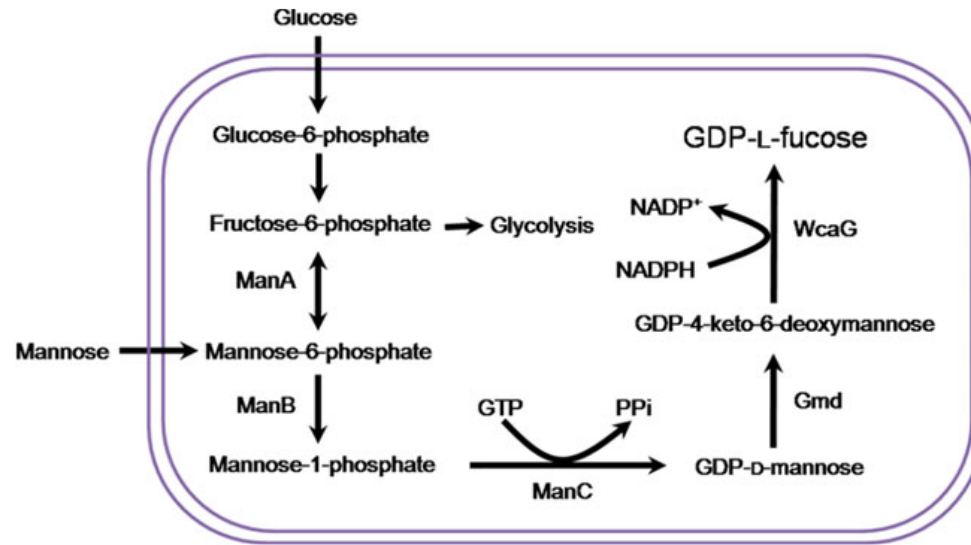 Glucose
Glucose-6-phosphate
Fructose-6-phosphate
Glycolysis
ManA
Mannose
Mannose-6-phosphate
ManB
Mannose-1-phosphate
GTP
PPi
ManC
GDP-D-mannose
Gmd
GDP-4-keto-6-deoxymannose
NADPH
NADP⁺
WcaG
GDP-L-fucose